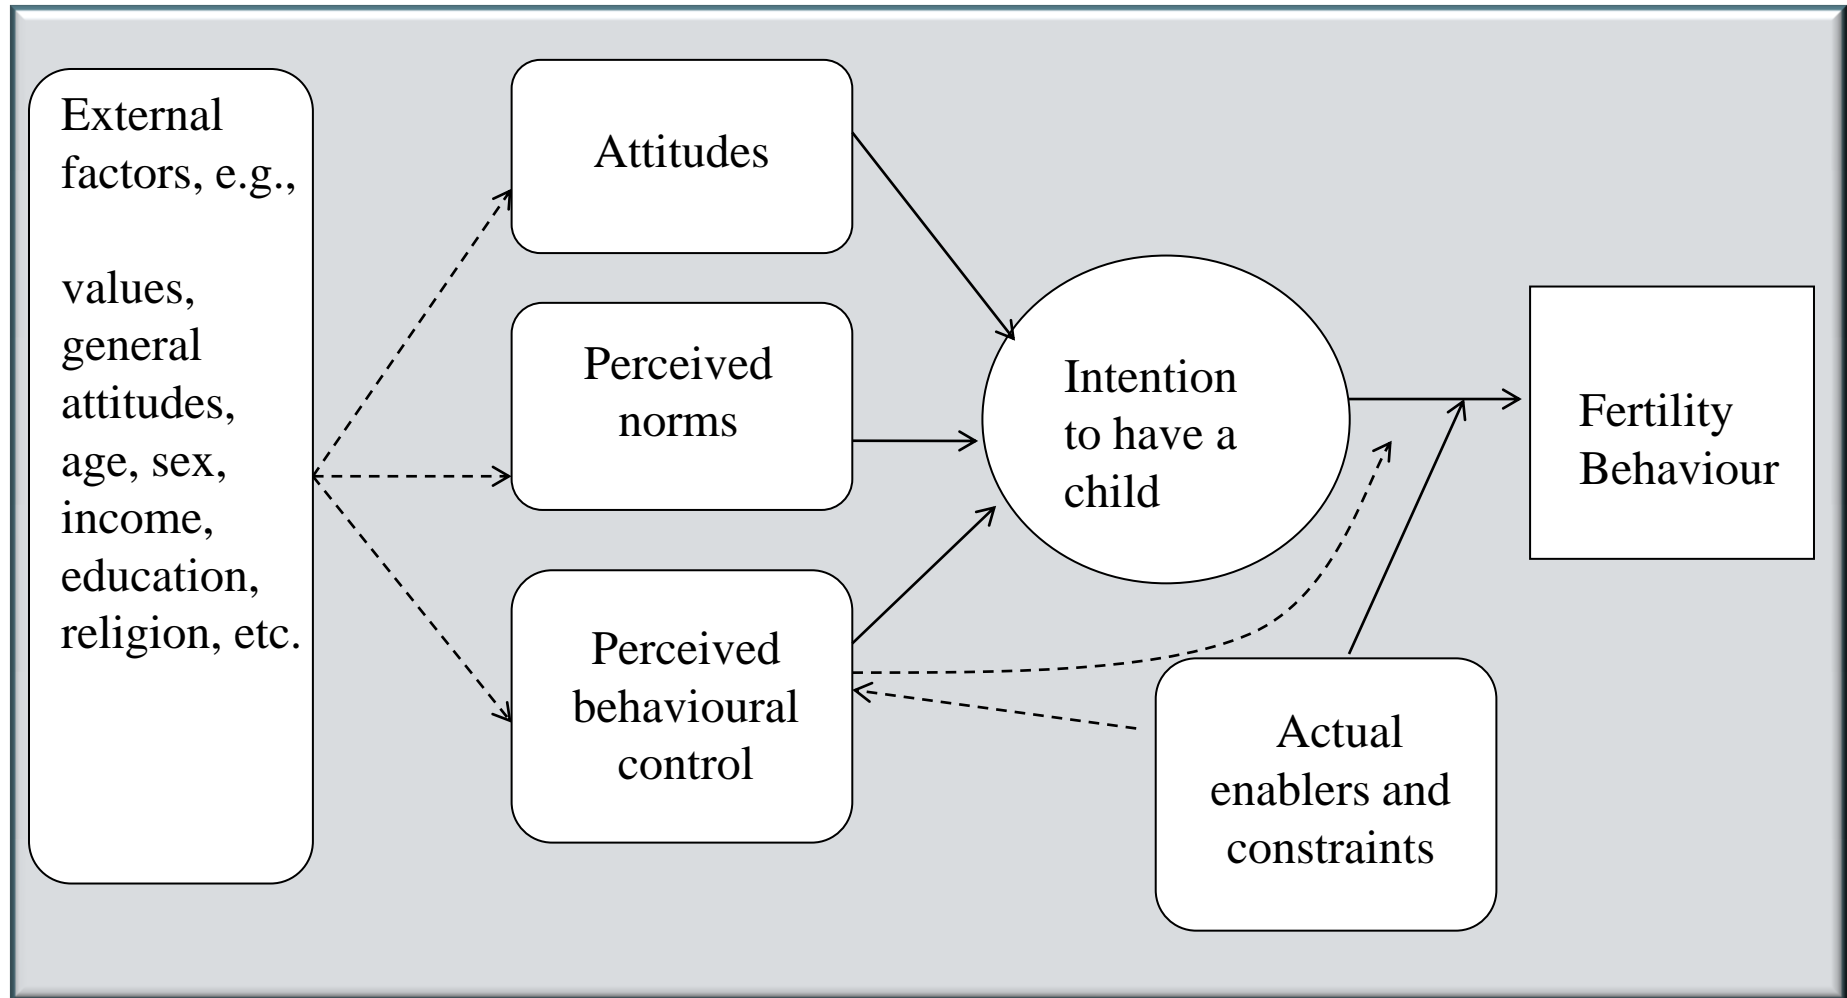 External
factors, e.g.,
values,
general
attitudes,
age, sex,
income,
education,
religion, etc.
Attitudes
Perceived
norms
Perceived
behavioural
control
Intention
to have a
child
Actual
enablers and
constraints
Fertility
Behaviour